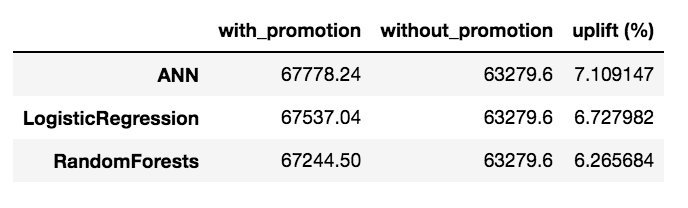 with_promotion without_promotion uplift (%)
ANN 67778.24 63279.6 7.109147
LogisticRegression 67537.04 63279.6 6.727982
RandomForests 67244.50 63279.6 6.265684